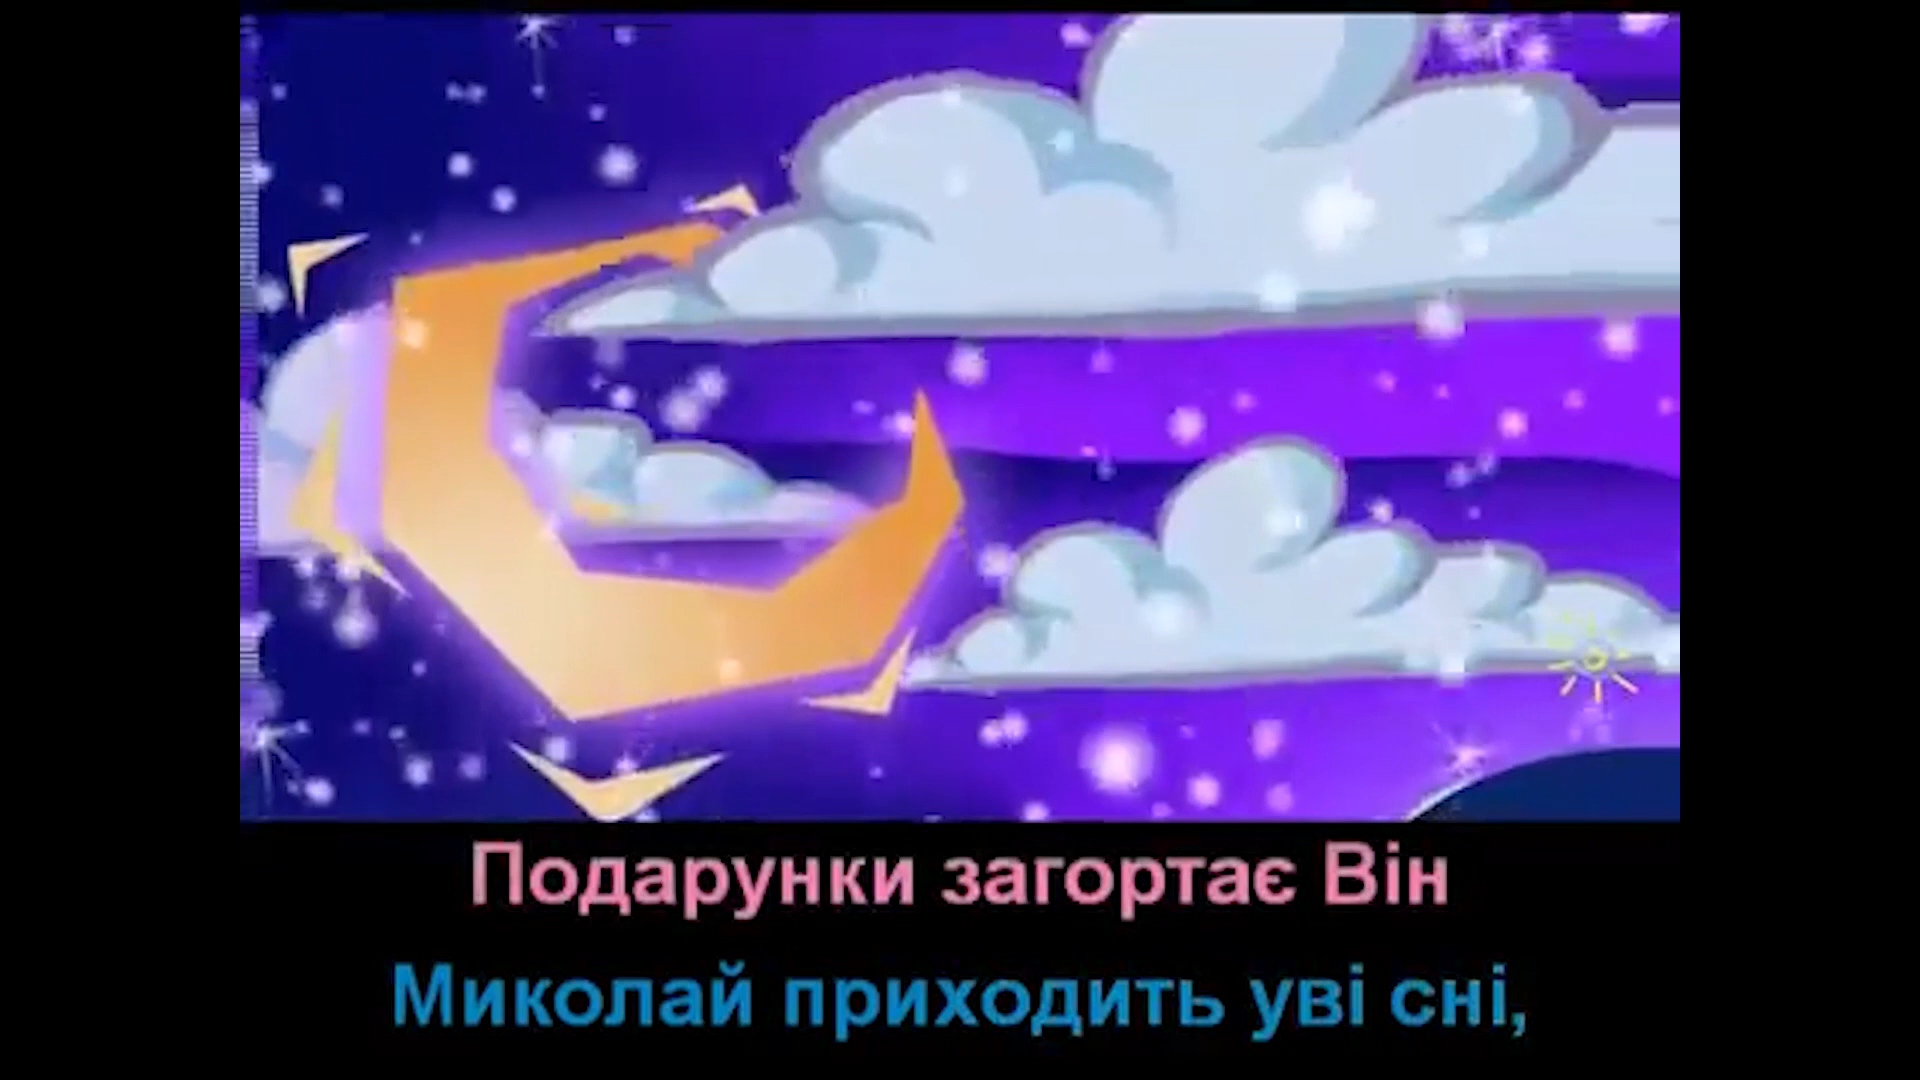 Подарунки загортає Він
Миколай приходить уві сні,